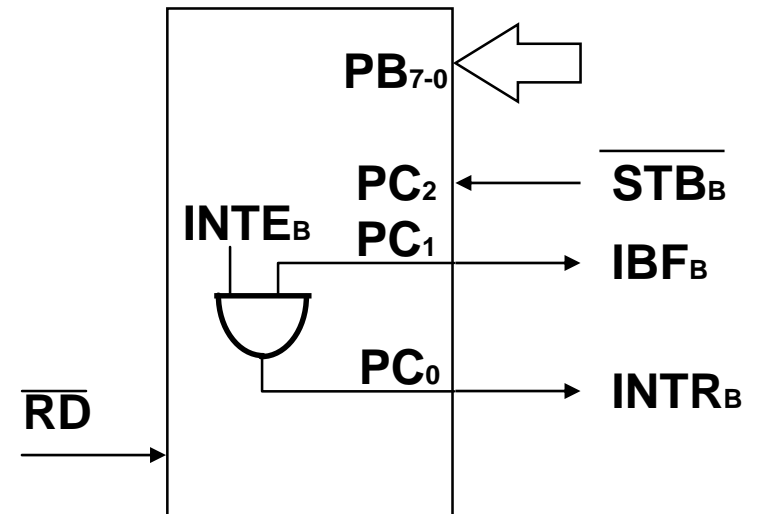 PB7-0
PC2
STBB
INTEB
PC1
IBFB
PC0
INTRB
RD